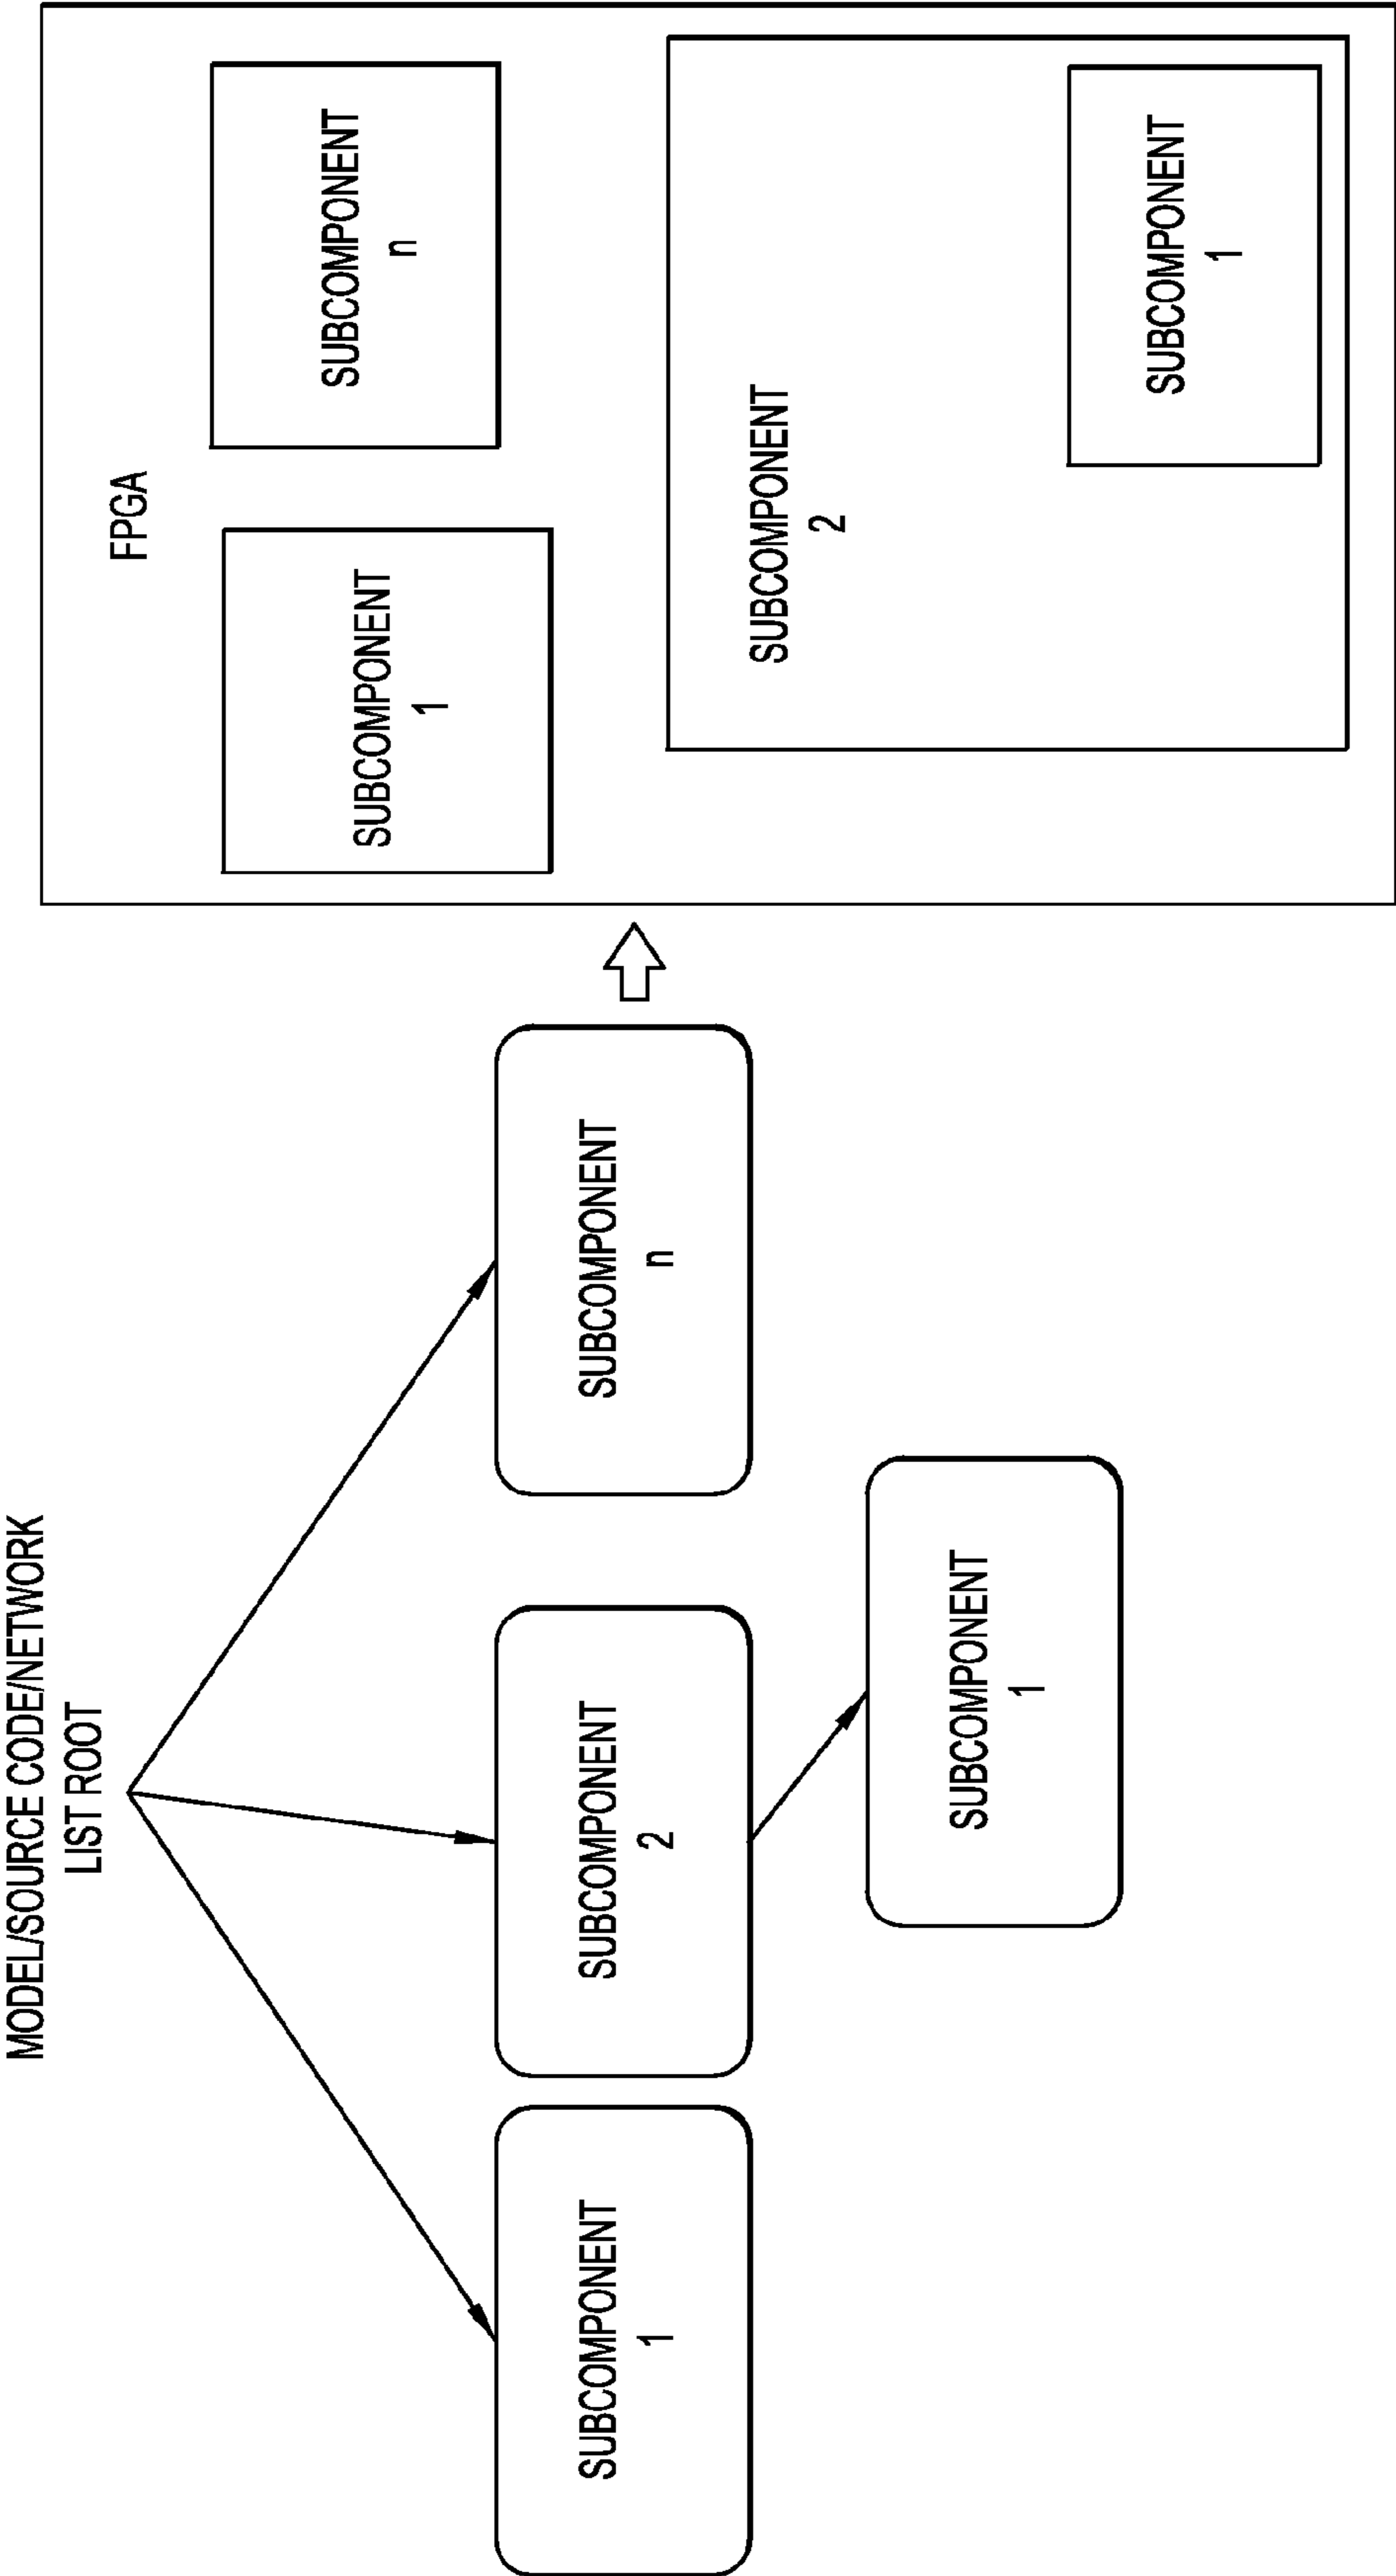 MODEL/SOURCE CODE/NETWORK
LIST ROOT
SUBCOMPONENT
1
SUBCOMPONENT
2
SUBCOMPONENT
n
SUBCOMPONENT
1
FPGA
SUBCOMPONENT
1
SUBCOMPONENT
n
SUBCOMPONENT
2
SUBCOMPONENT
1